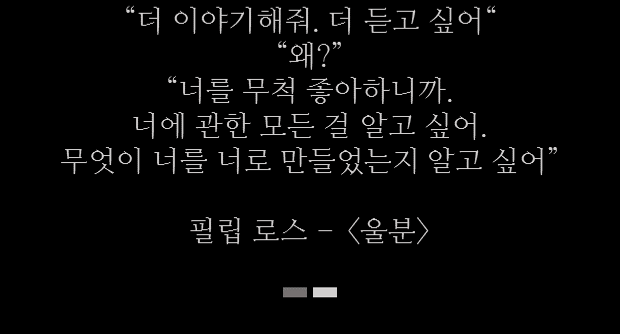 “더 이야기해줘. 더 듣고 싶어“
“왜?”
“너를 무척 좋아하니까.
너에 관한 모든 걸 알고 싶어.
무엇이 너를 너로 만들었는지 알고 싶어”
필립 로스 – 〈울분〉